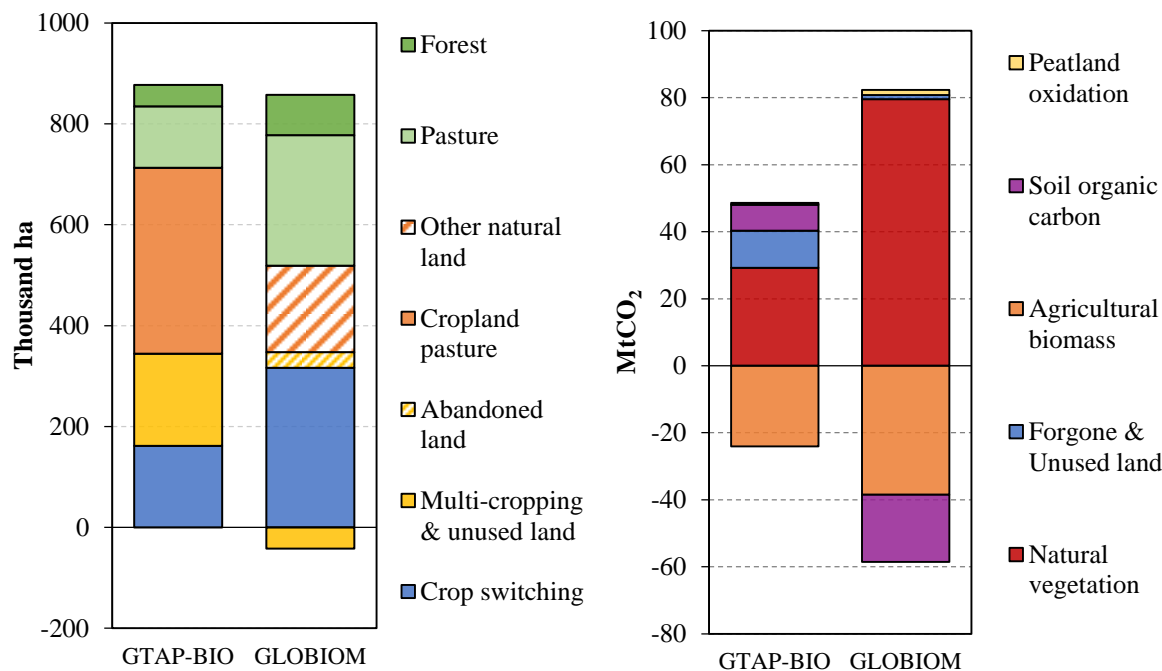 1000
800
600
400
200
0
-200
Thousand ha
GTAP-BIO
GLOBIOM
Forest
Pasture
Other natural
land
Cropland
pasture
Abandoned
land
Multi-cropping
& unused land
Crop switching
100
80
60
40
20
0
-20
-40
-60
-80
MtCO₂
GTAP-BIO
GLOBIOM
Peatland
oxidation
Soil organic
carbon
Agricultural
biomass
Forgone &
Unused land
Natural
vegetation